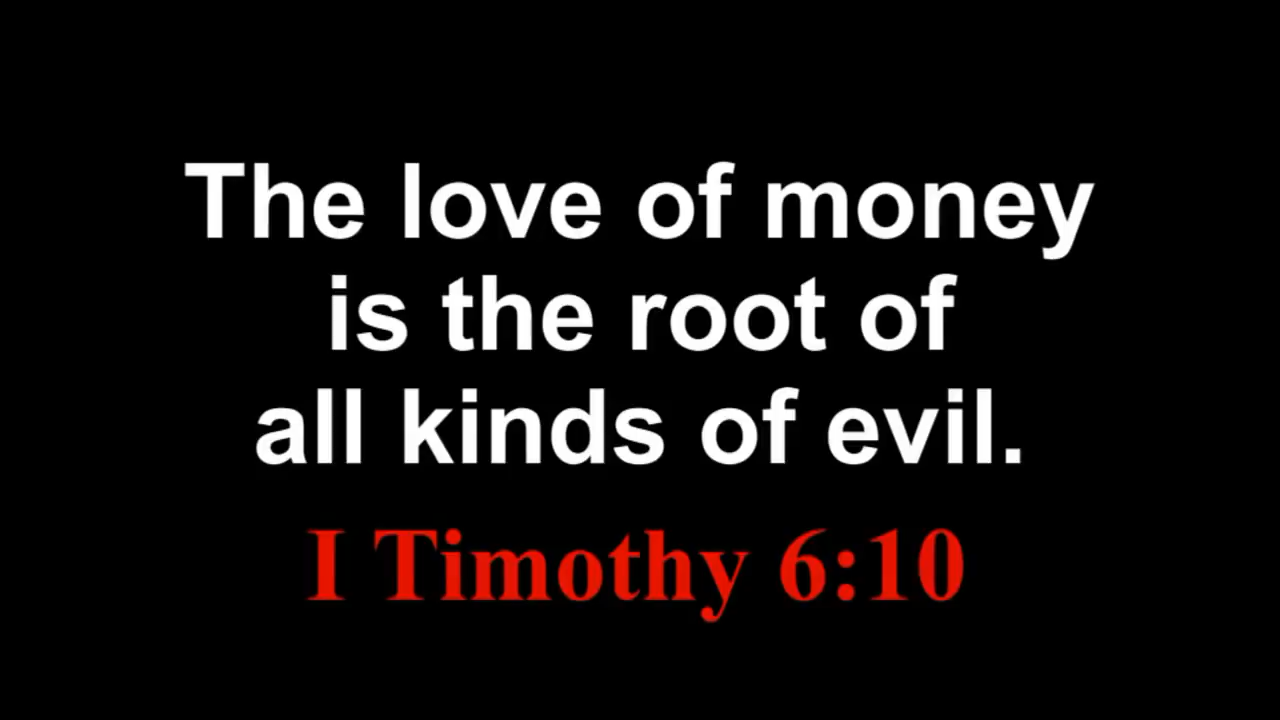 The love of money
is the root of
all kinds of evil.
I Timothy 6:10